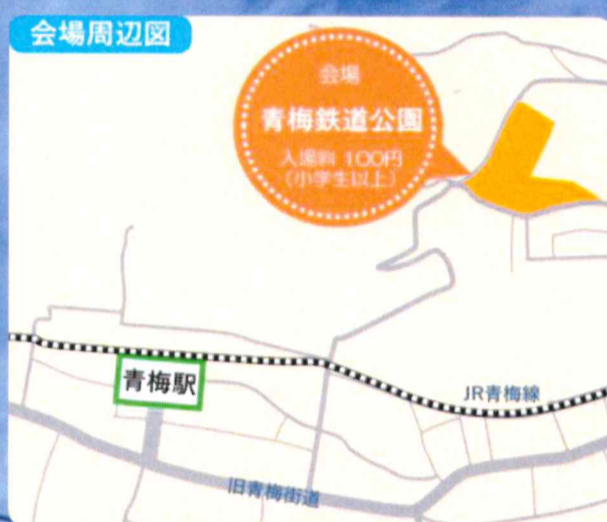 会場周辺図
会場
青梅鉄道公園
入場料 100円
(小学生以上)
青梅駅
JR青梅線
旧青梅街道